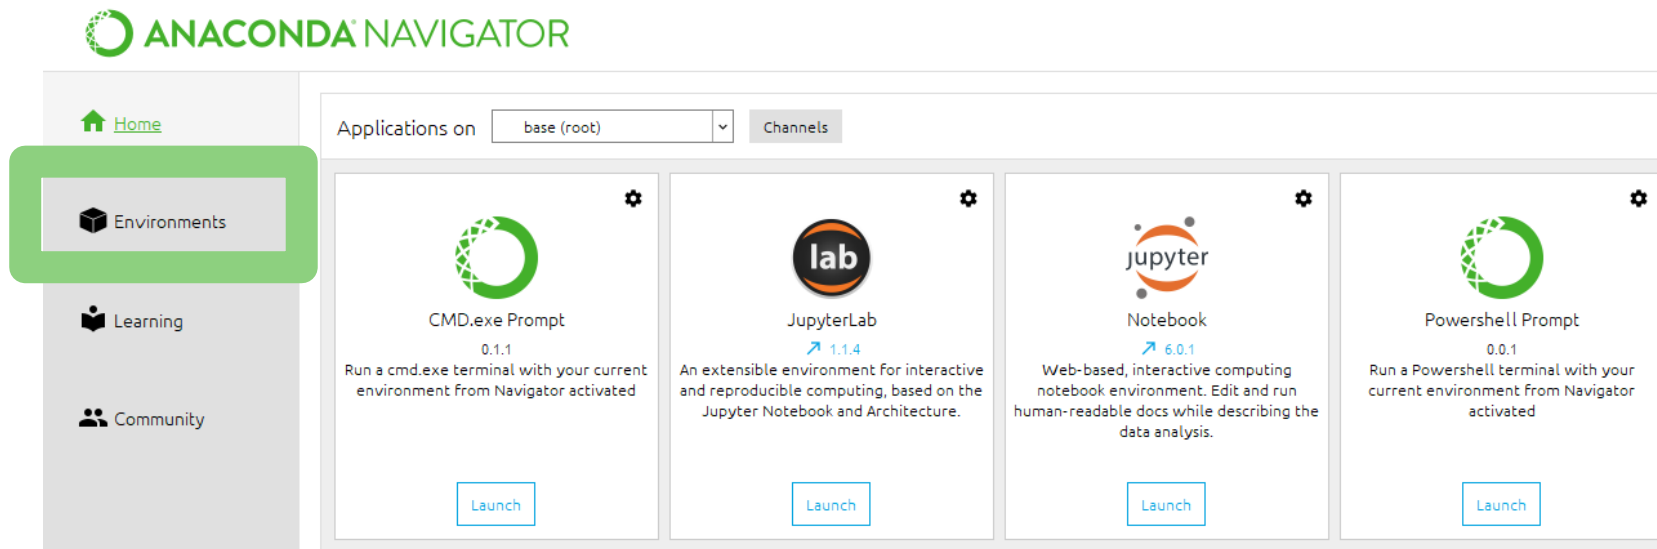 ANACONDA NAVIGATOR
Home
Environments
Learning
Community
Applications on
base (root)
Channels
CMD.exe Prompt
0.1.1
Run a cmd.exe terminal with your current
environment from Navigator activated
Launch
lab
JupyterLab
1.1.4
An extensible environment for interactive
and reproducible computing, based on the
Jupyter Notebook and Architecture.
Launch
jupyter
Notebook
6.0.1
Web-based, interactive computing
notebook environment. Edit and run
human-readable docs while describing the
data analysis.
Launch
Powershell Prompt
0.0.1
Run a Powershell terminal with your
current environment from Navigator
activated
Launch